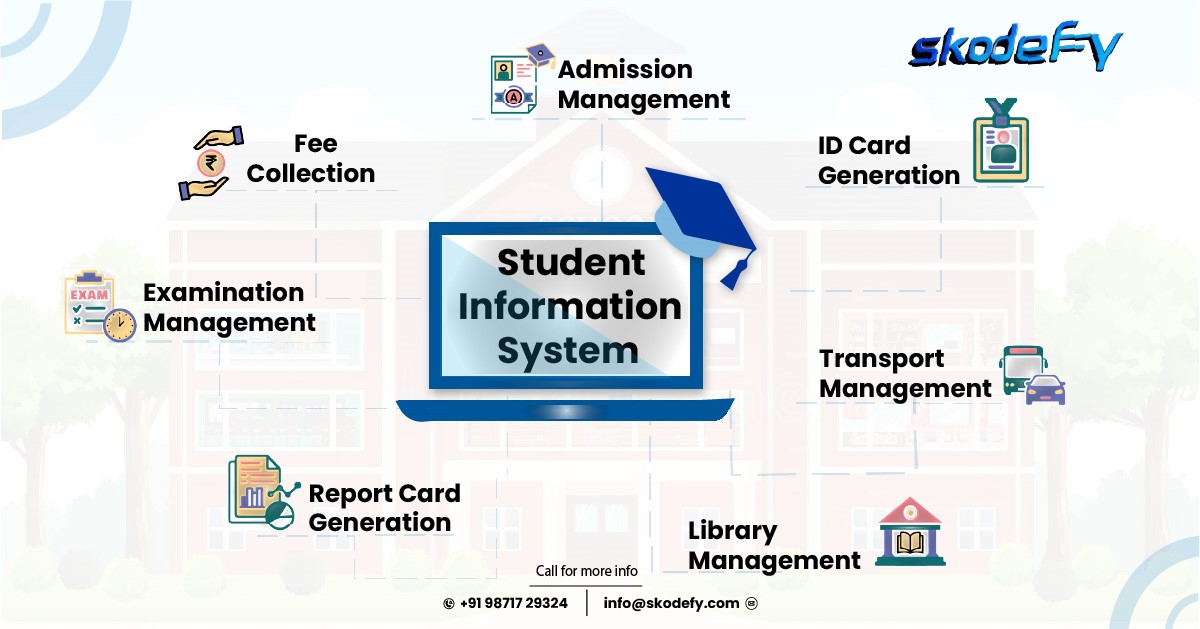 skodefy
Admission
Management
Fee
Collection
ID Card
Generation
SCHOOL
Student
Information
System
EXAM
Examination
Management
Transport
Management
A
₹
Report Card
Generation
Library
Management
Call for more info
+91 98717 29324
info@skodefy.com